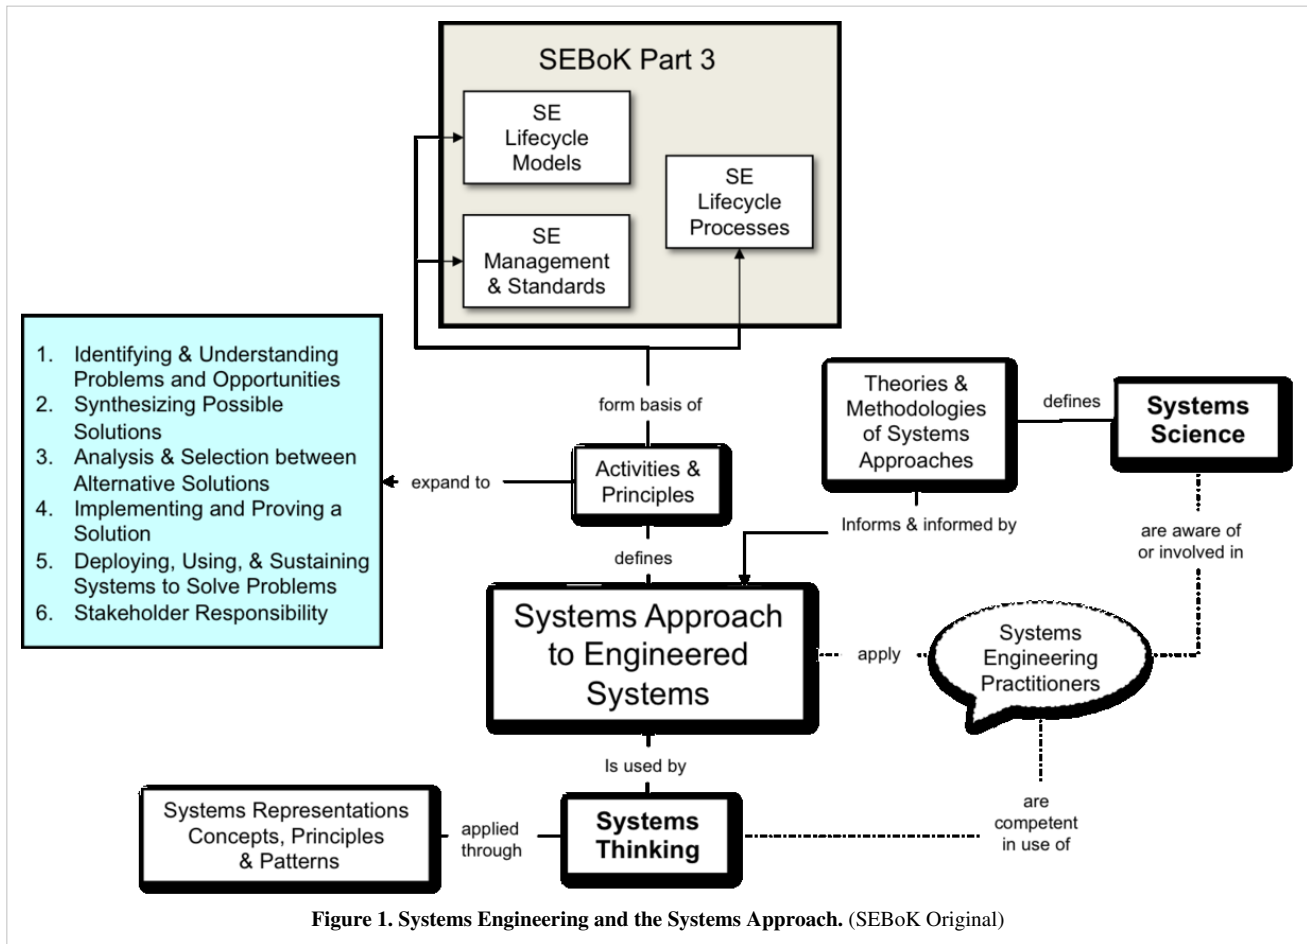 SEBoK Part 3
SE
Lifecycle
Models
SE
Lifecycle
Processes
SE
Management
& Standards
1. Identifying & Understanding
Problems and Opportunities
2. Synthesizing Possible
Solutions
3. Analysis & Selection between
Alternative Solutions
4. Implementing and Proving a
Solution
5. Deploying, Using, & Sustaining
Systems to Solve Problems
6. Stakeholder Responsibility
form basis of
expand to
Activities &
Principles
defines
Theories &
Methodologies
of Systems
Approaches
defines
Systems
Science
Informs & informed by
are aware of
or involved in
Systems Approach
to Engineered
Systems
apply
Systems
Engineering
Practitioners
Is used by
Systems Representations
Concepts, Principles
& Patterns
applied
through
Systems
Thinking
are
competent
in use of
Figure 1. Systems Engineering and the Systems Approach. (SEBoK Original)